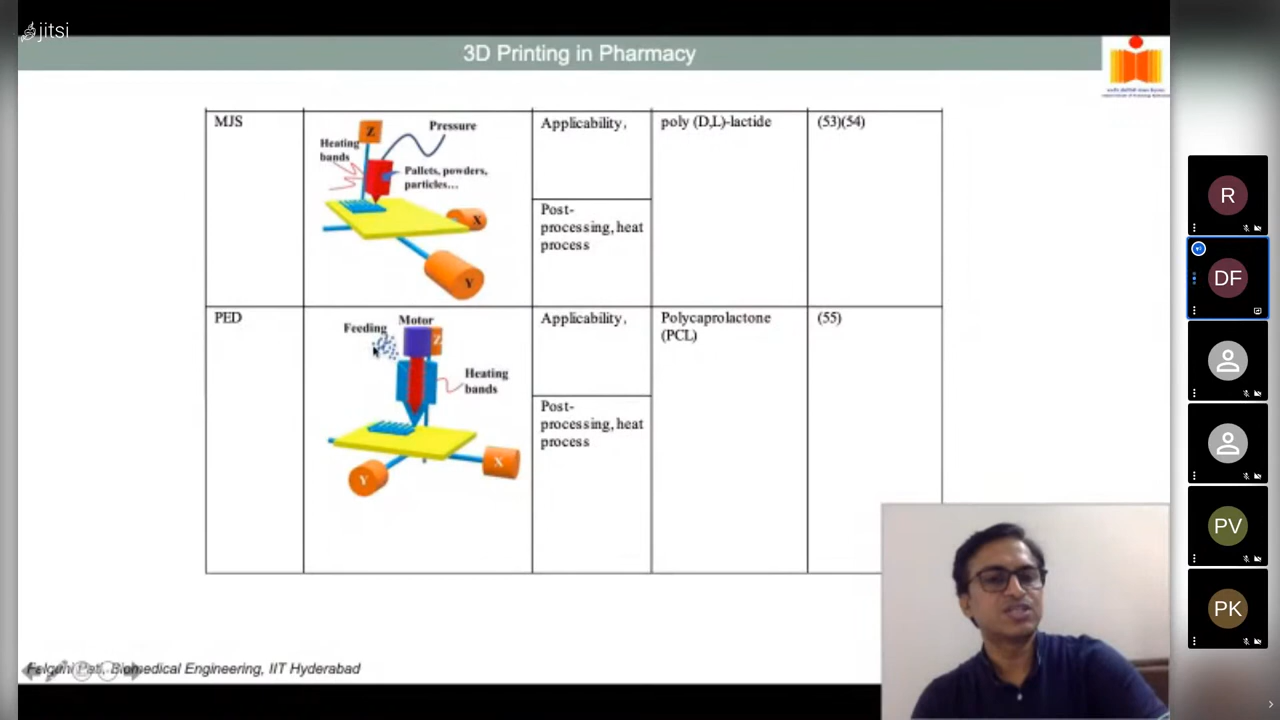 jitsi
3D Printing in Pharmacy
MJS
Z
Pressure
Heating
bands
Pallets, powders,
particles...
X
Y
Applicability,
Post-
processing, heat
process
poly (D,L)-lactide
(53)(54)
PED
Feeding
Motor
Z
Heating
bands
X
Y
Applicability,
Post-
processing, heat
process
Polycaprolactone
(PCL)
(55)
Falguni Pati, Biomedical Engineering, IIT Hyderabad
R
DF
PV
PK